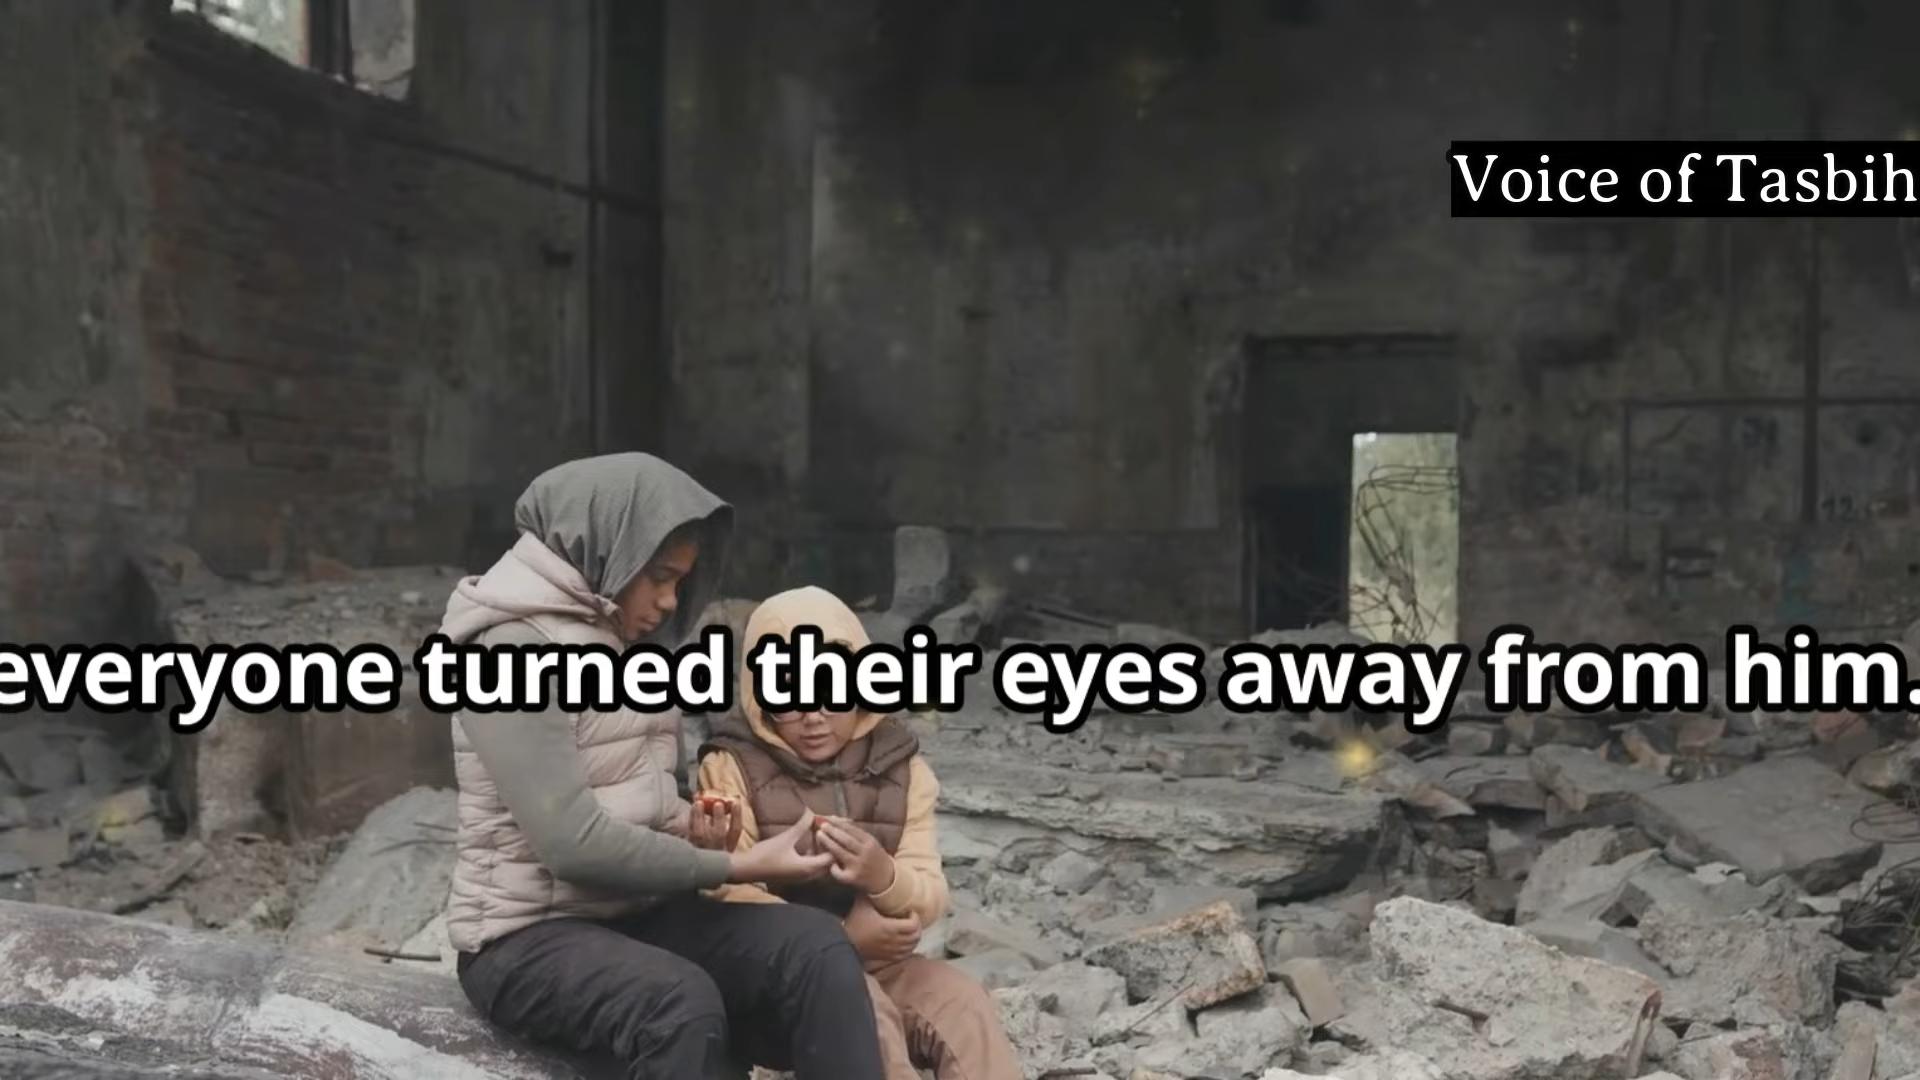 Voice of Tasbih
everyone turned their eyes away from him.